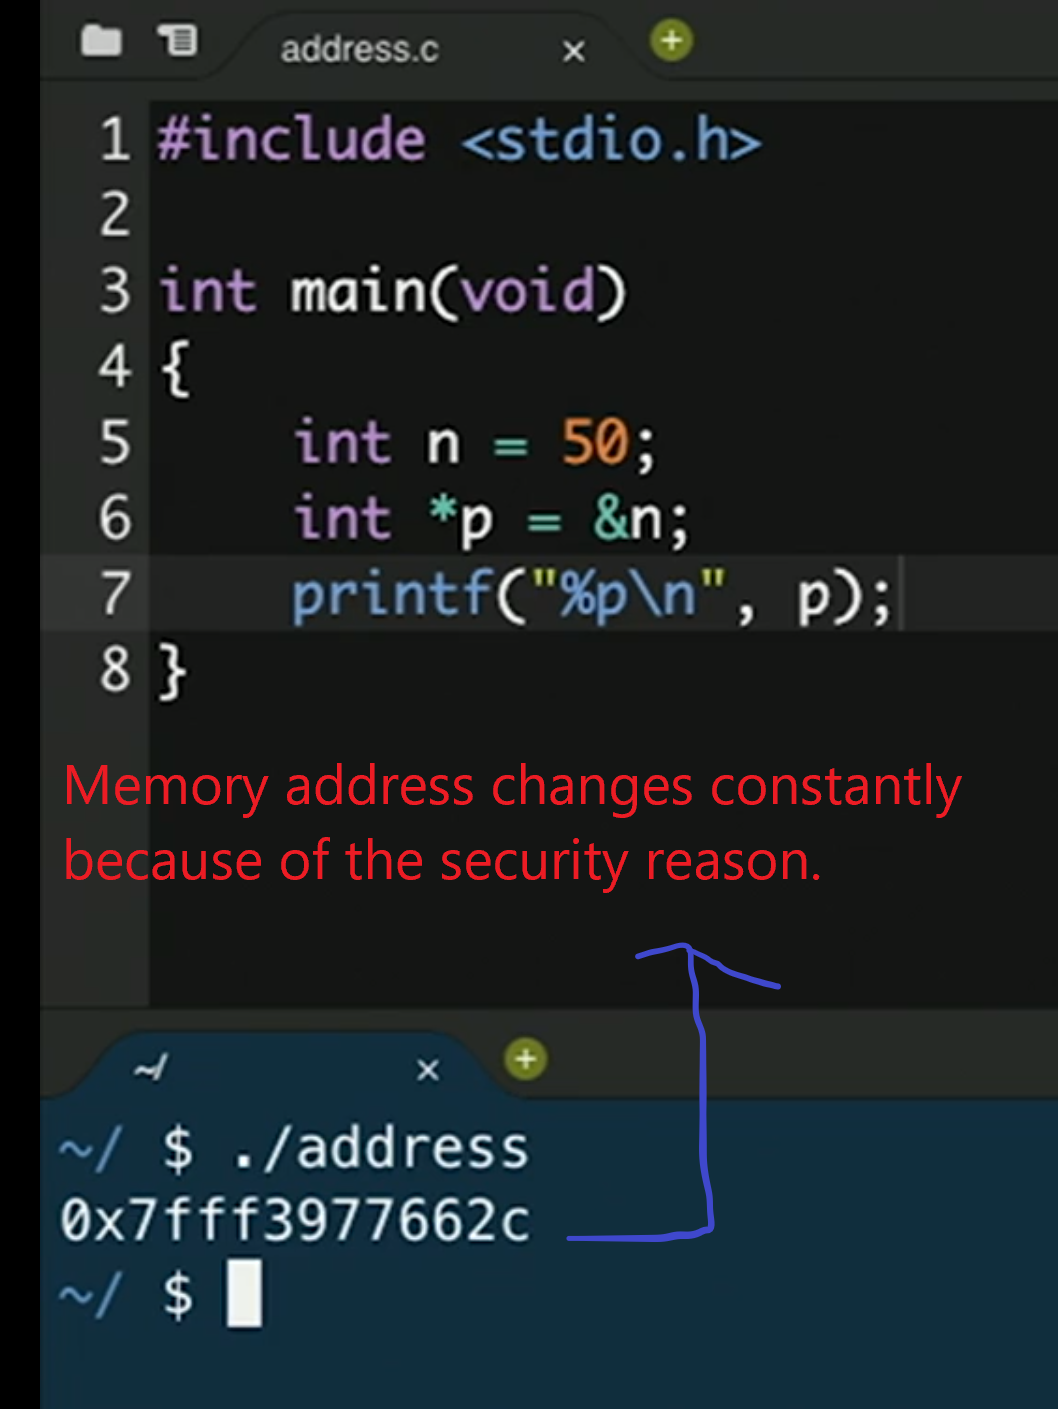 address.c ×
1 #include <stdio.h>
2
3 int main(void)
4 {
5 int n = 50;
6 int *p = &n;
7 printf("%p\n", p);
8 }
Memory address changes constantly
because of the security reason.
~/ ×
~/ $ ./address
0x7fff3977662c
~/ $